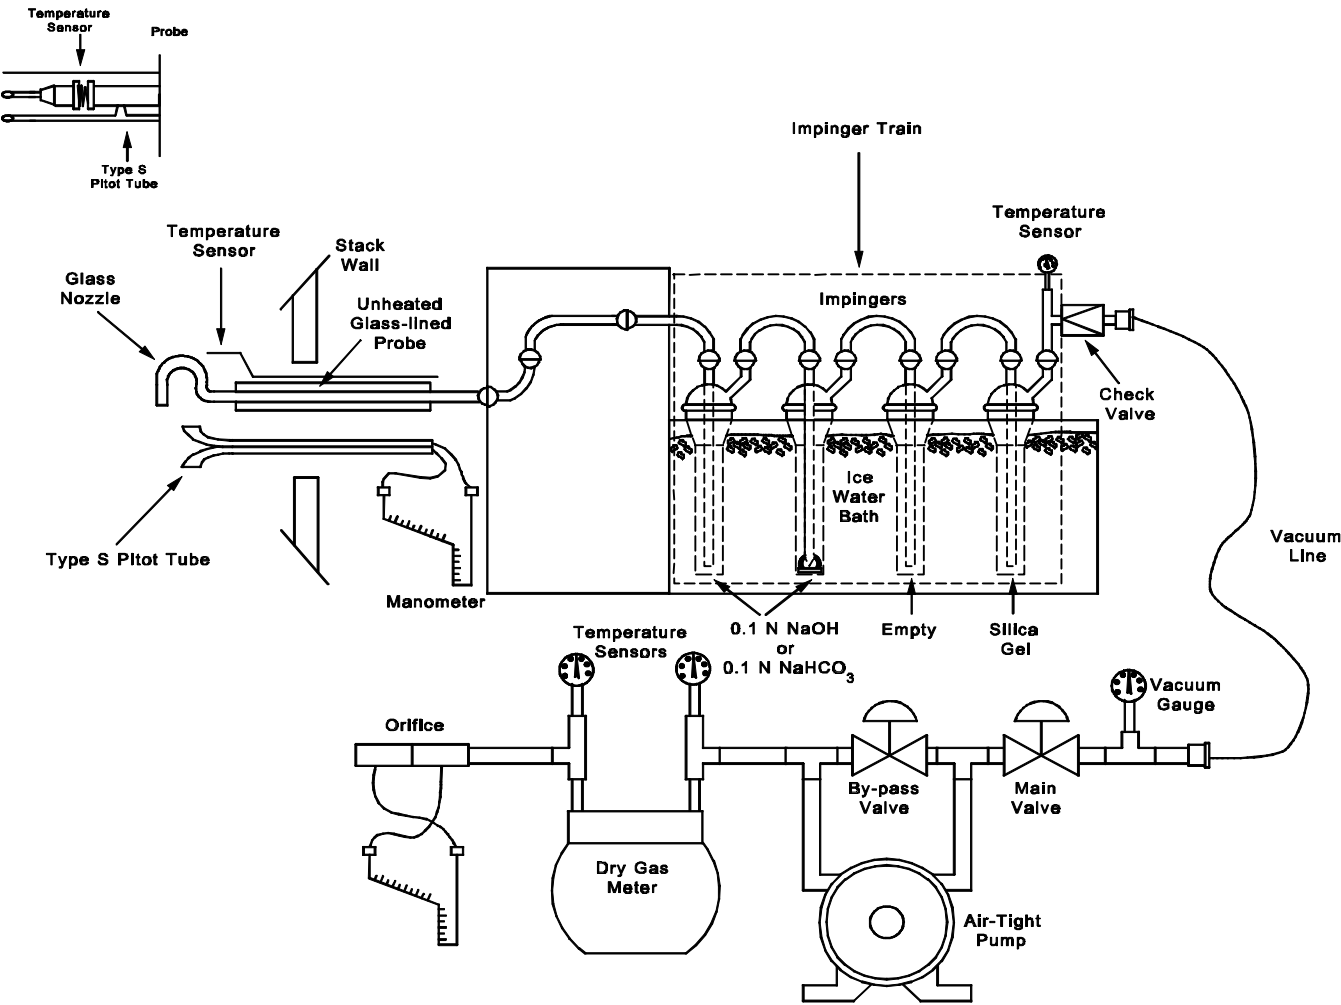 Temperature
Sensor
Probe
Type S
Pitot Tube
Impinger Train
Temperature
Sensor
Temperature
Sensor
Stack
Wall
Glass
Nozzle
Unheated
Glass-lined
Probe
Impingers
Check
Valve
Ice
Water
Bath
Type S Pitot Tube
Vacuum
Line
Manometer
0.1 N NaOH
or
0.1 N NaHCO3
Empty
Silica
Gel
Temperature
Sensors
Vacuum
Gauge
Orifice
By-pass
Valve
Main
Valve
Dry Gas
Meter
Air-Tight
Pump